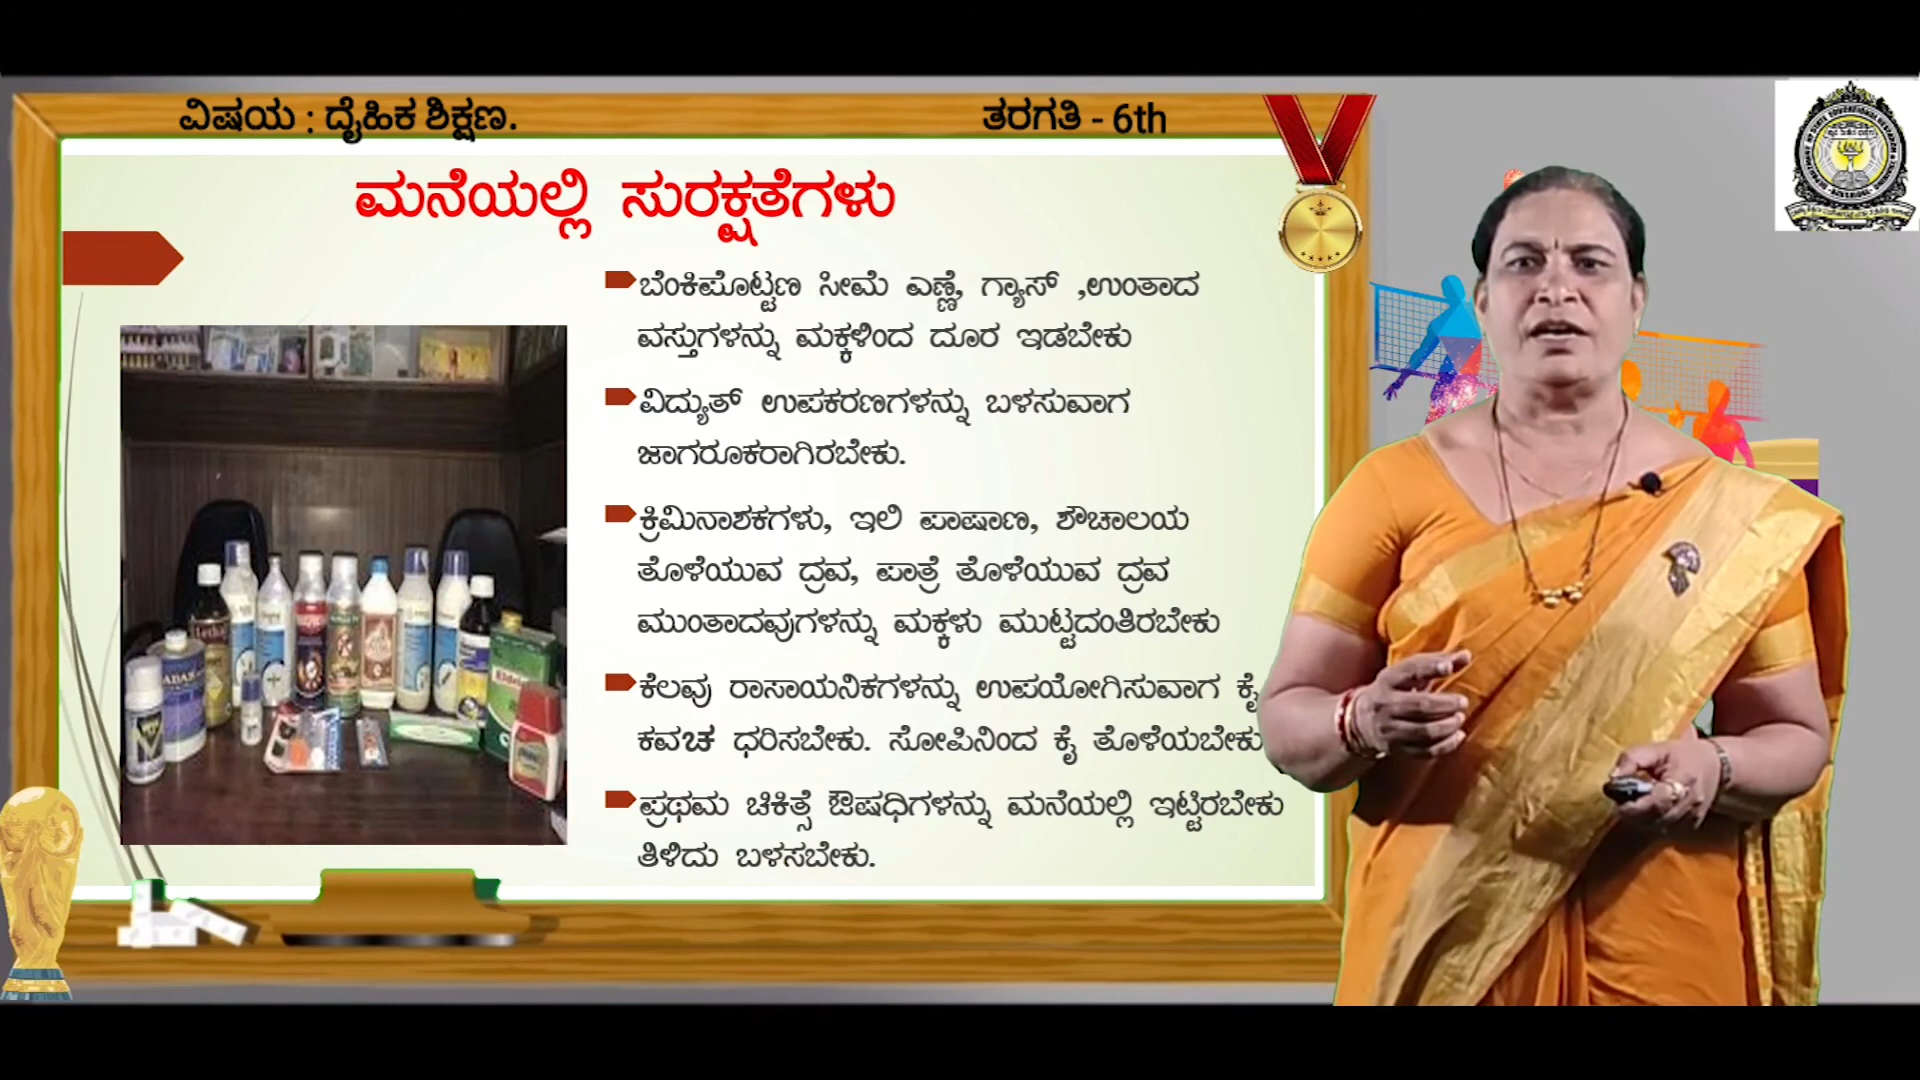 ವಿಷಯ : ದೈಹಿಕ ಶಿಕ್ಷಣ.
ತರಗತಿ - 6th
ಮನೆಯಲ್ಲಿ ಸುರಕ್ಷತೆಗಳು
ಬೆಂಕಿಪೊಟ್ಟಣ ಸೀಮೆ ಎಣ್ಣೆ, ಗ್ಯಾಸ್ ,ಉಂತಾದ
ವಸ್ತುಗಳನ್ನು ಮಕ್ಕಳಿಂದ ದೂರ ಇಡಬೇಕು
ವಿದ್ಯುತ್ ಉಪಕರಣಗಳನ್ನು ಬಳಸುವಾಗ
ಜಾಗರೂಕರಾಗಿರಬೇಕು.
ಕ್ರಿಮಿನಾಶಕಗಳು, ಇಲಿ ಪಾಷಾಣ, ಶೌಚಾಲಯ
ತೊಳೆಯುವ ದ್ರವ, ಪಾತ್ರೆ ತೊಳೆಯುವ ದ್ರವ
ಮುಂತಾದವುಗಳನ್ನು ಮಕ್ಕಳು ಮುಟ್ಟದಂತಿರಬೇಕು
ಕೆಲವು ರಾಸಾಯನಿಕಗಳನ್ನು ಉಪಯೋಗಿಸುವಾಗ ಕೈ
ಕವಚ ಧರಿಸಬೇಕು. ಸೋಪಿನಿಂದ ಕೈ ತೊಳೆಯಬೇಕು
ಪ್ರಥಮ ಚಿಕಿತ್ಸೆ ಔಷಧಿಗಳನ್ನು ಮನೆಯಲ್ಲಿ ಇಟ್ಟಿರಬೇಕು
ತಿಳಿದು ಬಳಸಬೇಕು.